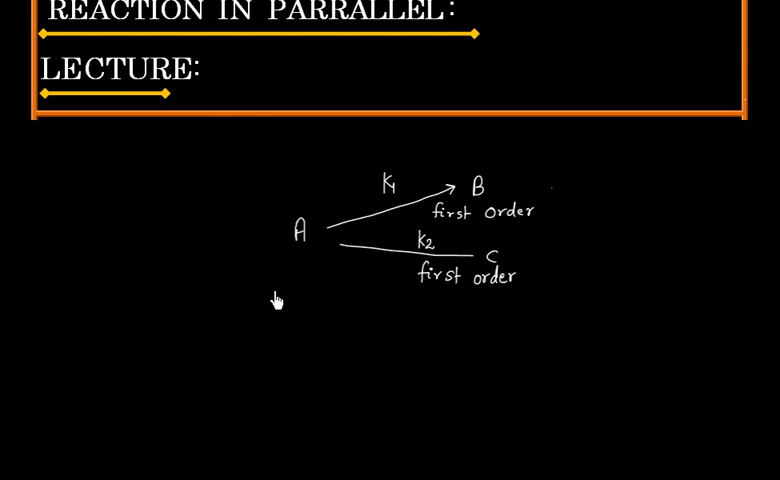 REACTION IN PARRALLEL:
LECTURE:
K1
B
first order
A
K2
C
first order